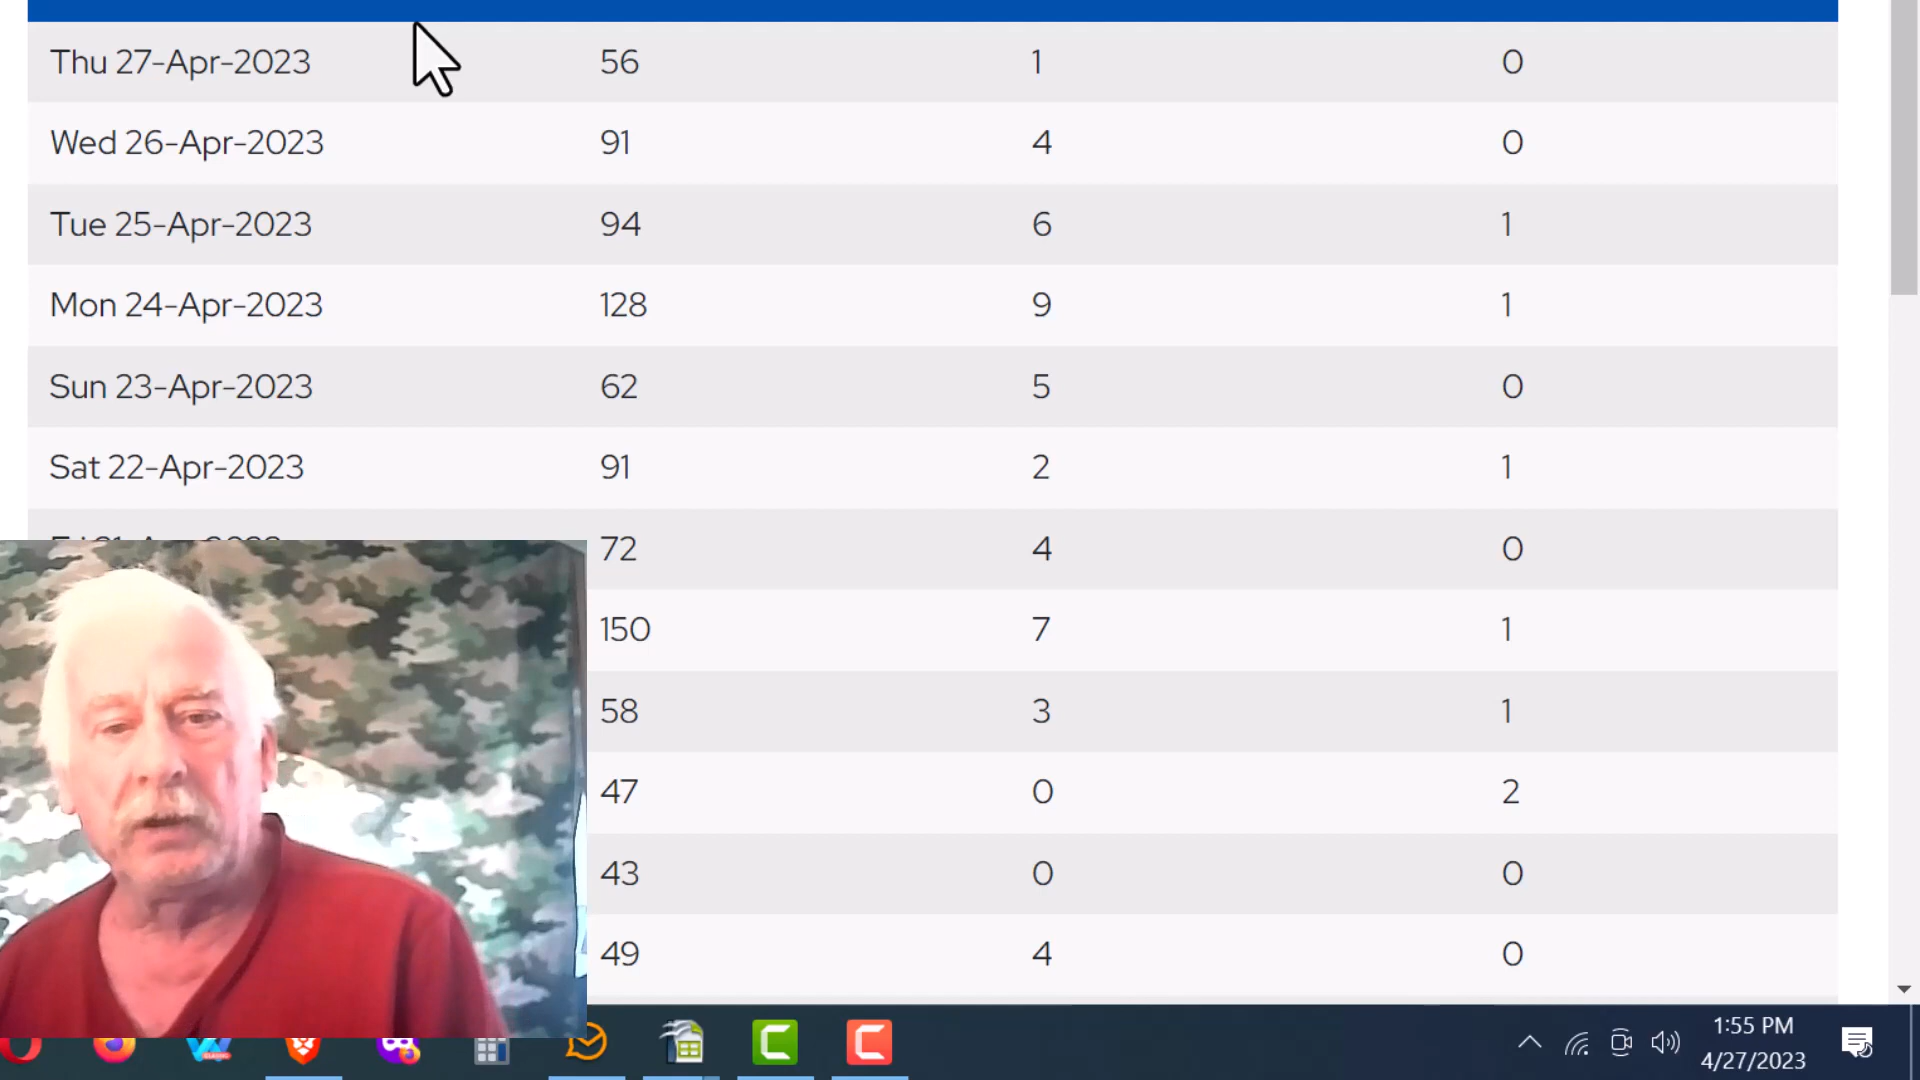 Thu 27-Apr-2023 56 1 0
Wed 26-Apr-2023 91 4 0
Tue 25-Apr-2023 94 6 1
Mon 24-Apr-2023 128 9 1
Sun 23-Apr-2023 62 5 0
Sat 22-Apr-2023 91 2 1
72 4 0
150 7 1
58 3 1
47 0 2
43 0 0
49 4 0
1:55 PM
4/27/2023